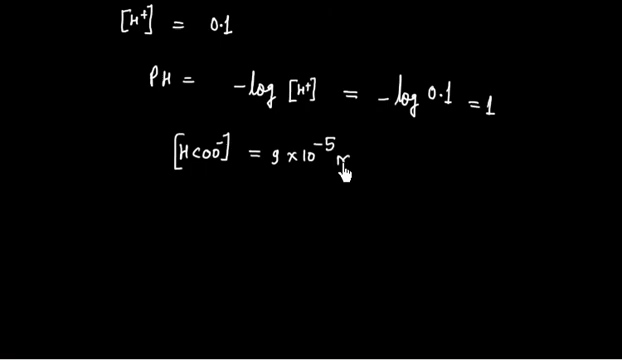 [H⁺] = 0.1
PH = -log [H⁺] = -log 0.1 = 1
[HCOO⁻] = 9 × 10⁻⁵